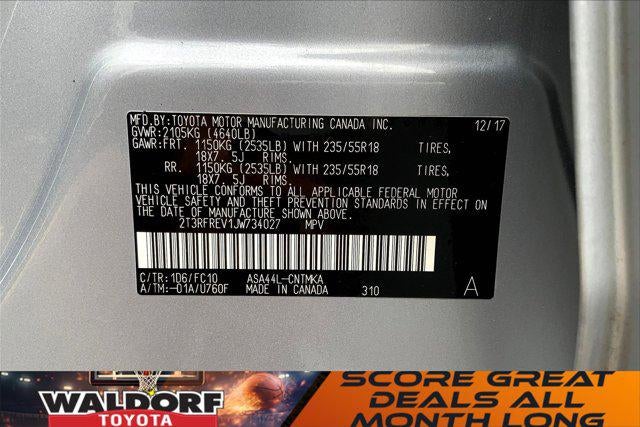 MFD.BY:TOYOTA MOTOR MANUFACTURING CANADA INC. 12/17
GVWR:2105KG (4640LB)
GAWR:FRT. 1150KG (2535LB) WITH 235/55R18 TIRES,
18X7. 5J RIMS.
RR. 1150KG (2535LB) WITH 235/55R18 TIRES,
18X7. 5J RIMS.
THIS VEHICLE CONFORMS TO ALL APPLICABLE FEDERAL MOTOR
VEHICLE SAFETY AND THEFT PREVENTION STANDARDS IN EFFECT ON
THE DATE OF MANUFACTURE SHOWN ABOVE.
2T3RFREV1JW734027 MPV
C/TR:1D6/FC10 ASA44L-CNTMKA
A/TM:-01A/U760F MADE IN CANADA 310 A
WALDORF
TOYOTA
SCORE GREAT
DEALS ALL
MONTH LONG